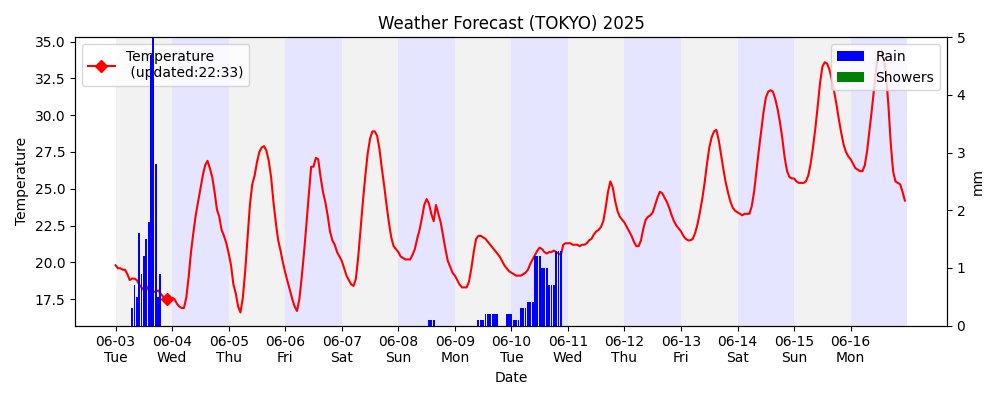 Weather Forecast (TOKYO) 2025
Temperature
(updated:22:33)
Rain
Showers
35.0
32.5
30.0
27.5
25.0
22.5
20.0
17.5
Temperature
5
4
3
2
1
0
mm
06-03 06-04 06-05 06-06 06-07 06-08 06-09 06-10 06-11 06-12 06-13 06-14 06-15 06-16
Tue Wed Thu Fri Sat Sun Mon Tue Wed Thu Fri Sat Sun Mon
Date